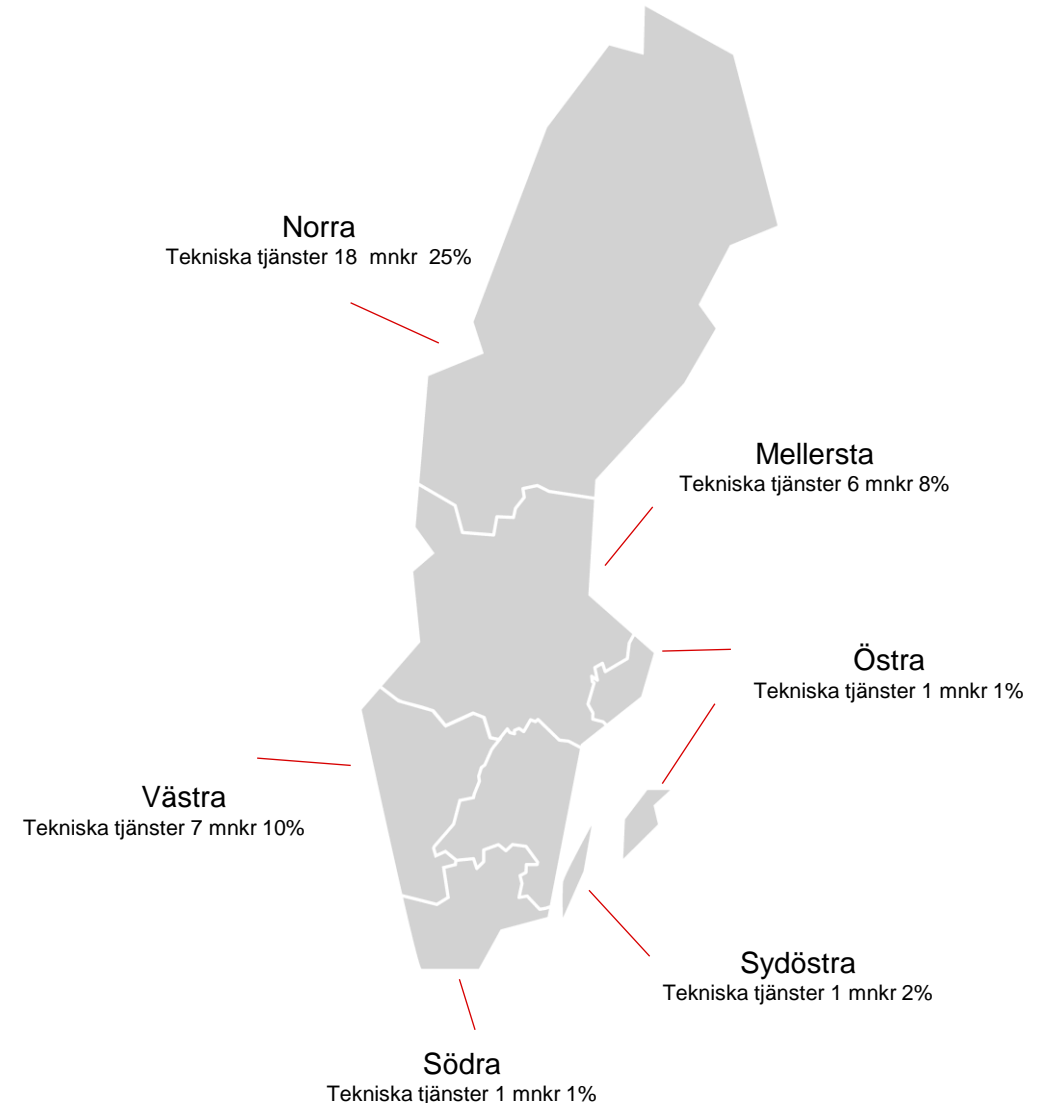 Norra
Tekniska tjänster 18 mnkr 25%
Mellersta
Tekniska tjänster 6 mnkr 8%
Östra
Tekniska tjänster 1 mnkr 1%
Västra
Tekniska tjänster 7 mnkr 10%
Sydöstra
Tekniska tjänster 1 mnkr 2%
Södra
Tekniska tjänster 1 mnkr 1%